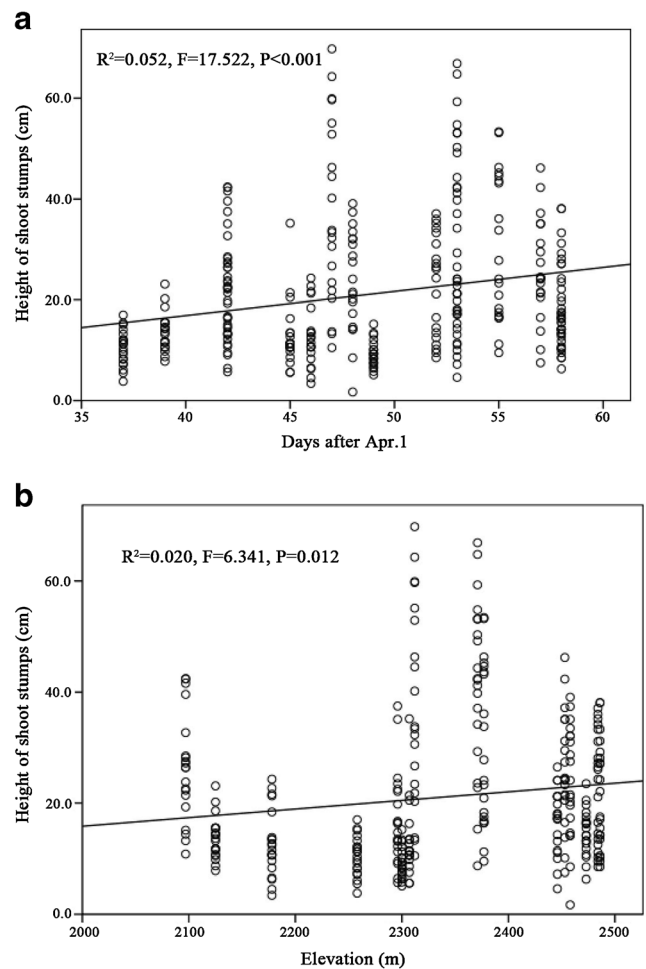 a
R²=0.052, F=17.522, P<0.001
Height of shoot stumps (cm)
60.0
40.0
20.0
0.0
35 40 45 50 55 60
Days after Apr.1
b
R²=0.020, F=6.341, P=0.012
Height of shoot stumps (cm)
60.0
40.0
20.0
0.0
2000 2100 2200 2300 2400 2500
Elevation (m)